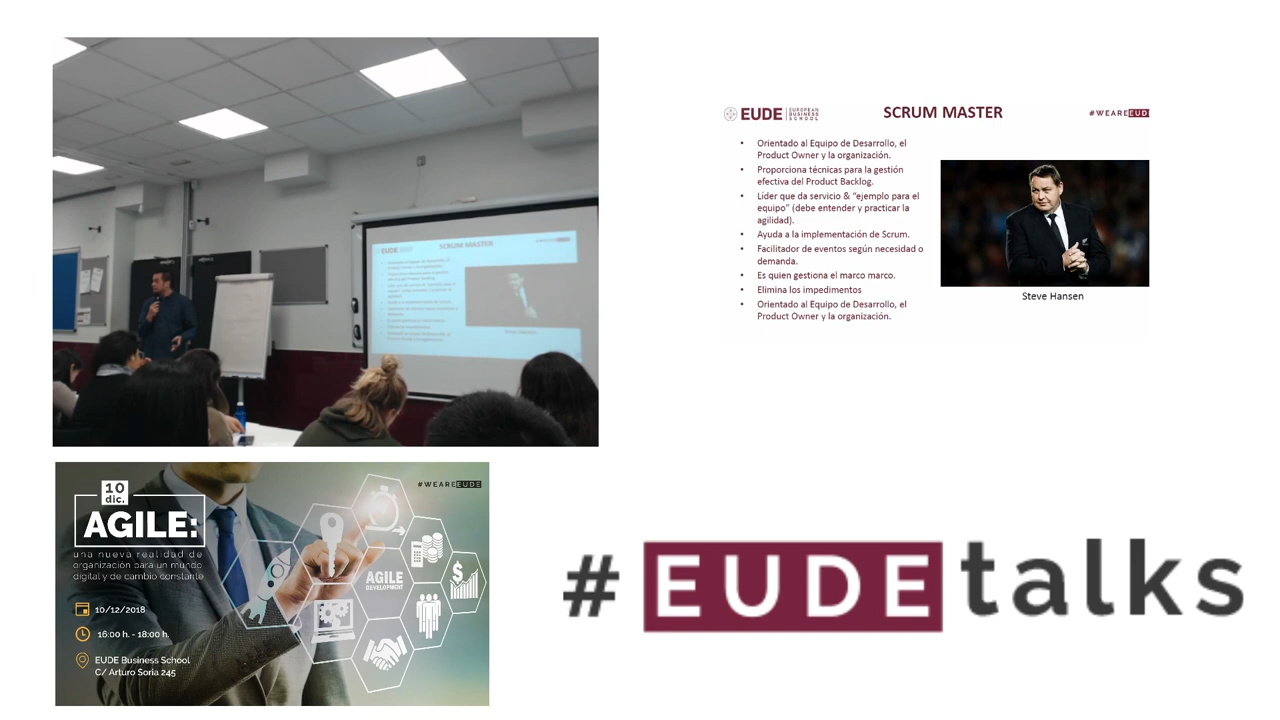 EUDE
SCRUM MASTER
EUDE
EUROPEAN
BUSINESS
SCHOOL
SCRUM MASTER
#WEAREEUDE
• Orientado al Equipo de Desarrollo, el
Product Owner y la organización.
• Proporciona técnicas para la gestión
efectiva del Product Backlog.
• Líder que da servicio & “ejemplo para el
equipo” (debe entender y practicar la
agilidad).
• Ayuda a la implementación de Scrum.
• Facilitador de eventos según necesidad o
demanda.
• Es quien gestiona el marco marco.
• Elimina los impedimentos
• Orientado al Equipo de Desarrollo, el
Product Owner y la organización.
Steve Hansen
10
dic.
#WEAREEUDE
AGILE:
una nueva realidad de
organización para un mundo
digital y de cambio constante
AGILE
DEVELOPMENT
10/12/2018
16:00 h. - 18:00 h.
EUDE Business School
C/ Arturo Soria 245
#EUDEtalks